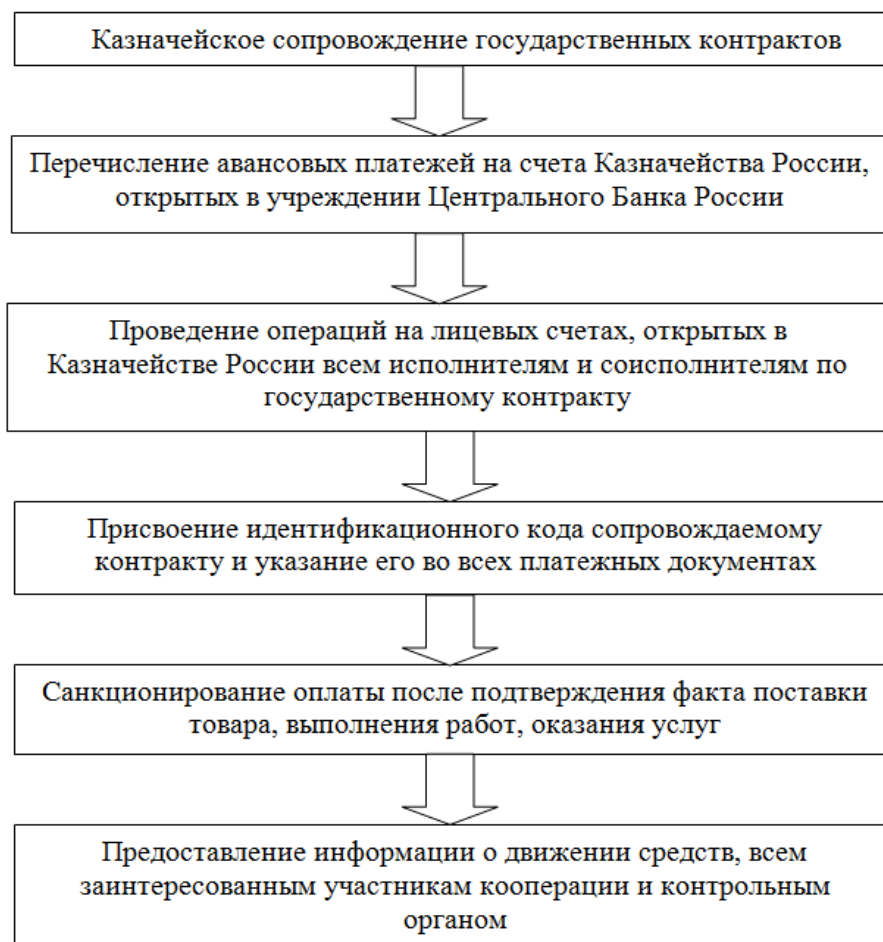 Казначейское сопровождение государственных контрактов
Перечисление авансовых платежей на счета Казначейства России,
открытых в учреждении Центрального Банка России
Проведение операций на лицевых счетах, открытых в
Казначействе России всем исполнителям и соисполнителям по
государственному контракту
Присвоение идентификационного кода сопровождаемому
контракту и указание его во всех платежных документах
Санкционирование оплаты после подтверждения факта поставки
товара, выполнения работ, оказания услуг
Предоставление информации о движении средств, всем
заинтересованным участникам кооперации и контрольным
органом